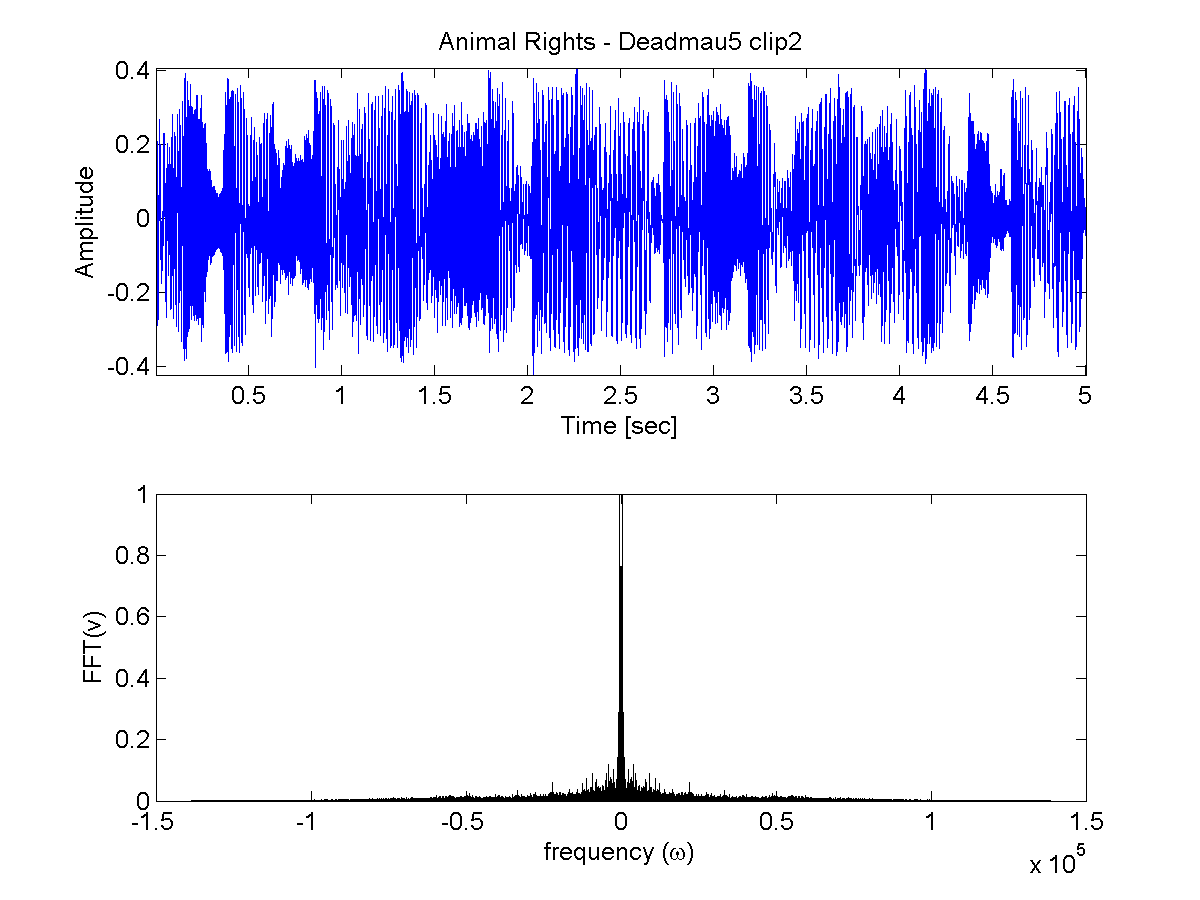 Animal Rights - Deadmau5 clip2
0.4
0.2
0
-0.2
-0.4
Amplitude
0.5 1 1.5 2 2.5 3 3.5 4 4.5 5
Time [sec]
1
0.8
0.6
0.4
0.2
0
FFT(v)
-1.5 -1 -0.5 0 0.5 1 1.5
frequency (ω)
x 10^5